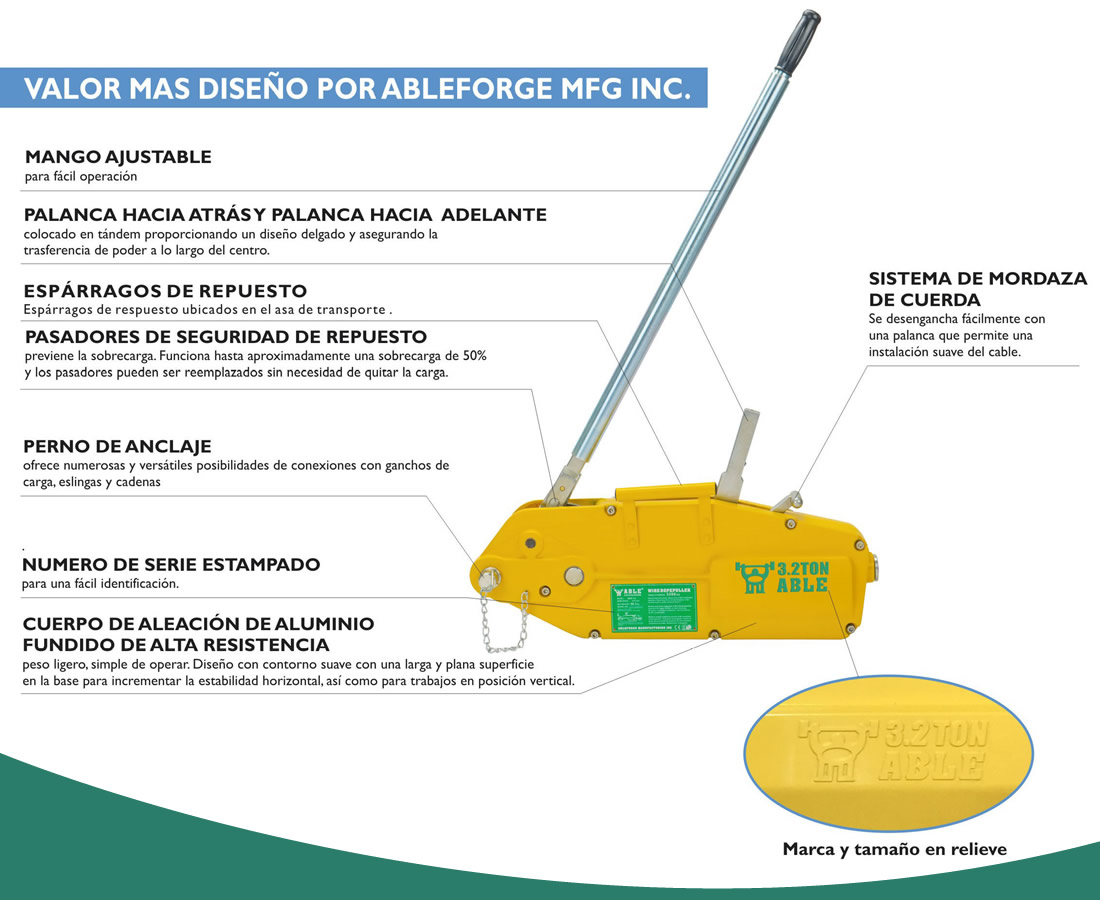 VALOR MAS DISEÑO POR ABLEFORGE MFG INC.
MANGO AJUSTABLE
para fácil operación
PALANCA HACIA ATRÁS Y PALANCA HACIA ADELANTE
colocado en tándem proporcionando un diseño delgado y asegurando la
trasferencia de poder a lo largo del centro.
ESPÁRRAGOS DE REPUESTO
Espárragos de respuesto ubicados en el asa de transporte .
PASADORES DE SEGURIDAD DE REPUESTO
previene la sobrecarga. Funciona hasta aproximadamente una sobrecarga de 50%
y los pasadores pueden ser reemplazados sin necesidad de quitar la carga.
PERNO DE ANCLAJE
ofrece numerosas y versátiles posibilidades de conexiones con ganchos de
carga, eslingas y cadenas
.
NUMERO DE SERIE ESTAMPADO
para una fácil identificación.
CUERPO DE ALEACIÓN DE ALUMINIO
FUNDIDO DE ALTA RESISTENCIA
peso ligero, simple de operar. Diseño con contorno suave con una larga y plana superficie
en la base para incrementar la estabilidad horizontal, así como para trabajos en posición vertical.
SISTEMA DE MORDAZA
DE CUERDA
Se desengancha fácilmente con
una palanca que permite una
instalación suave del cable.
3.2TON
ABLE
ABLE
WIRE ROPE PULLER
3.2TON
ABLE
Marca y tamaño en relieve